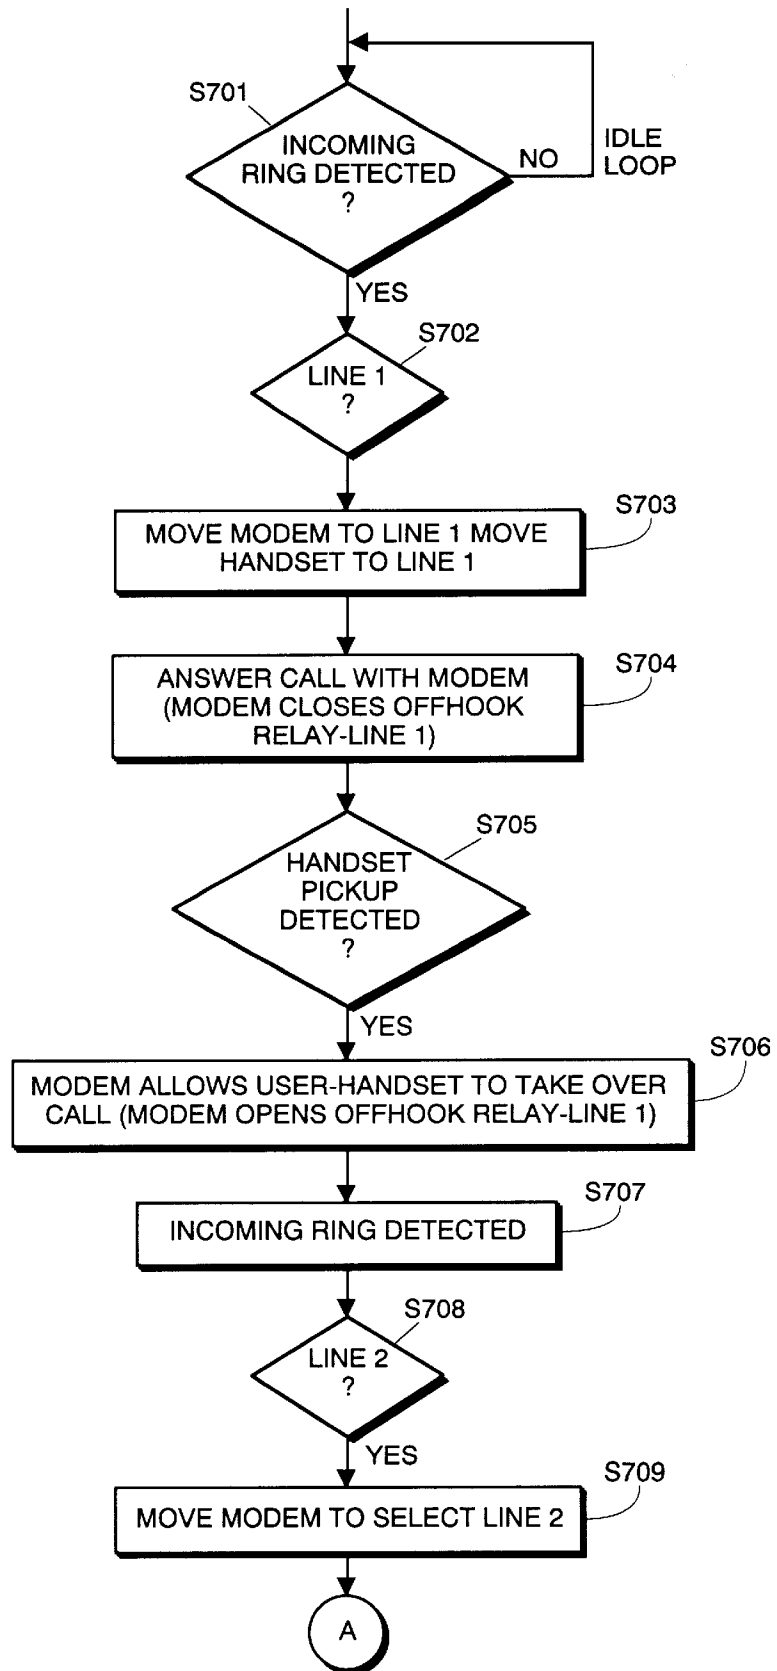 S701
INCOMING
RING DETECTED
?
NO
IDLE
LOOP
YES
S702
LINE 1
?
S703
MOVE MODEM TO LINE 1 MOVE
HANDSET TO LINE 1
S704
ANSWER CALL WITH MODEM
(MODEM CLOSES OFFHOOK
RELAY-LINE 1)
S705
HANDSET
PICKUP
DETECTED
?
YES
S706
MODEM ALLOWS USER-HANDSET TO TAKE OVER
CALL (MODEM OPENS OFFHOOK RELAY-LINE 1)
S707
INCOMING RING DETECTED
S708
LINE 2
?
YES
S709
MOVE MODEM TO SELECT LINE 2
A